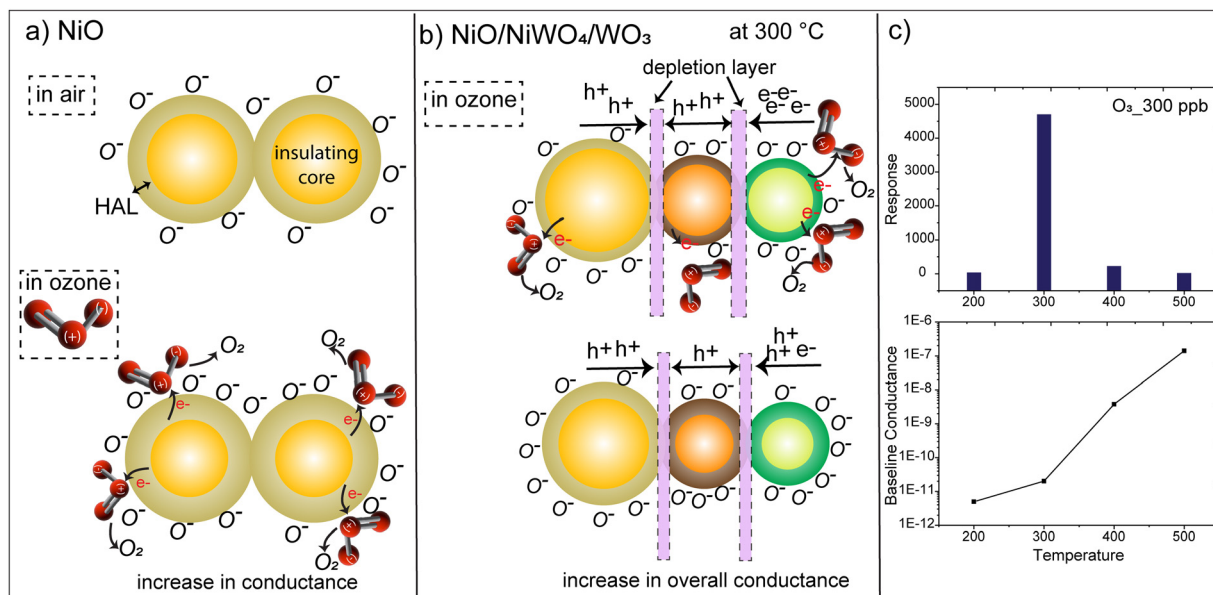 a) NiO
in air
O⁻ O⁻ O⁻ O⁻
O⁻ O⁻
O⁻ O⁻
insulating
core
HAL
O⁻ O⁻
O⁻ O⁻
in ozone
(-)
(+)
O₂ O₂
(-) (+) O⁻ O⁻ O⁻ O⁻ (+) (-)
O⁻ e- e- O⁻
O⁻ O⁻
(-) (+) e- e- O⁻
O⁻ O⁻ O⁻ O⁻ (+) (-)
O₂ O₂
increase in conductance
b) NiO/NiWO₄/WO₃ at 300 °C
depletion layer
in ozone
h+ h+ h+ h+ e-e-
e- e-
O⁻ O⁻ O⁻ O⁻ O⁻ O⁻
O₂
e- e- e- e-
O⁻ O⁻ O⁻ O⁻ O⁻ O⁻
O₂ O₂
h+ h+ h+ h+
h+ e-
O⁻ O⁻ O⁻ O⁻ O⁻ O⁻
O⁻ O⁻ O⁻ O⁻ O⁻ O⁻
increase in overall conductance
c)
O₃_300 ppb
Response
5000
4000
3000
2000
1000
0
200 300 400 500
Baseline Conductance
1E-6
1E-7
1E-8
1E-9
1E-10
1E-11
1E-12
200 300 400 500
Temperature